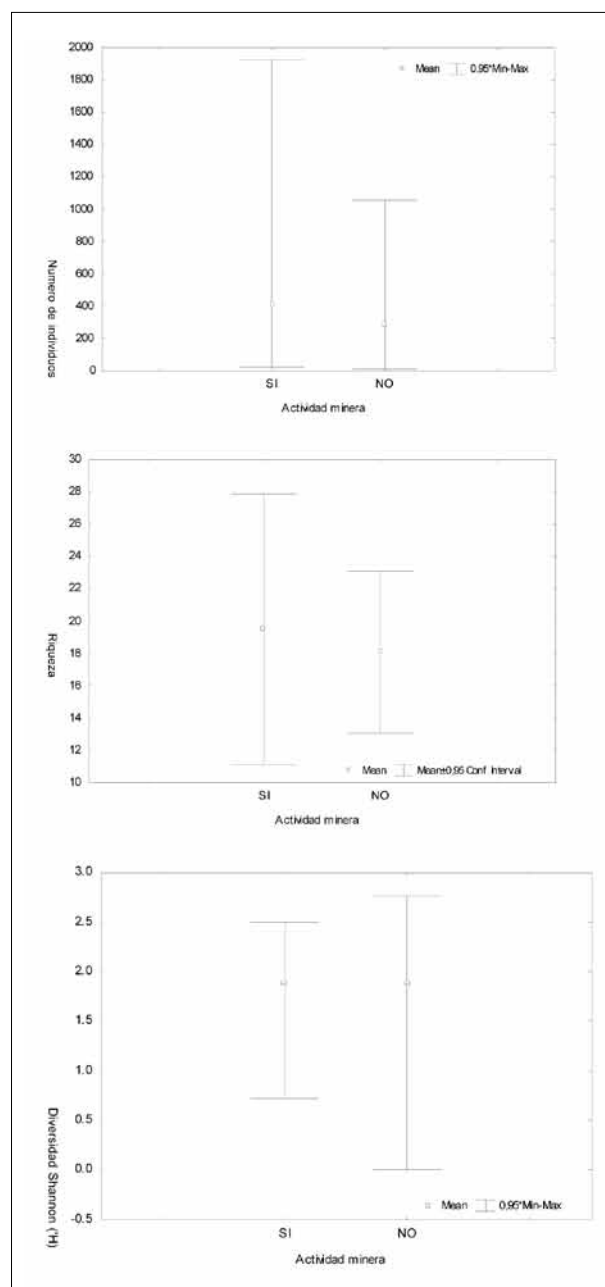 2000
Mean 0.95*Min-Max
1800
1600
1400
1200
1000
800
600
400
200
0
Numero de individuos
SI NO
Actividad minera
30
28
26
24
22
20
18
16
14
12
10
Riqueza
Mean Mean±0,95 Conf Interval
SI NO
Actividad minera
3.0
2.5
2.0
1.5
1.0
0.5
0.0
-0.5
Diversidad Shannon ('H)
Mean 0,95*Min-Max
SI NO
Actividad minera